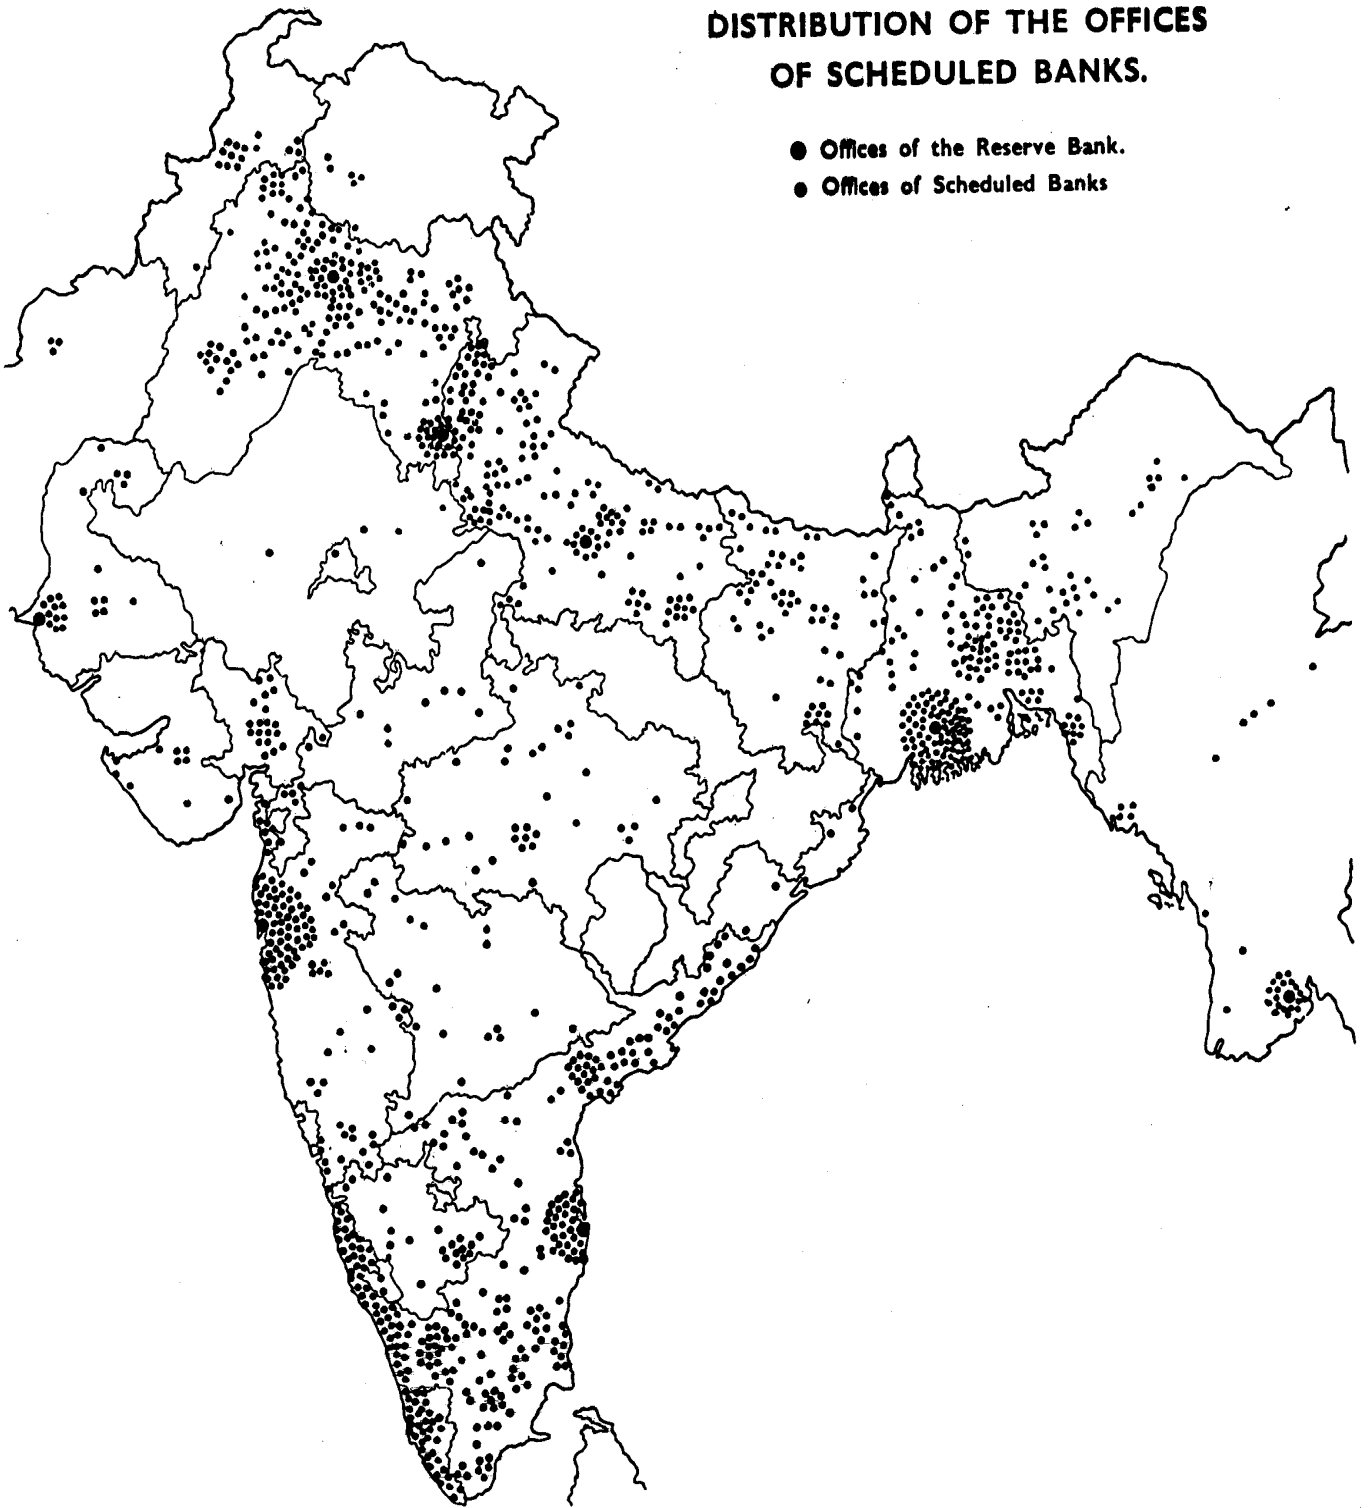 DISTRIBUTION OF THE OFFICES
OF SCHEDULED BANKS.
Offices of the Reserve Bank.
Offices of Scheduled Banks